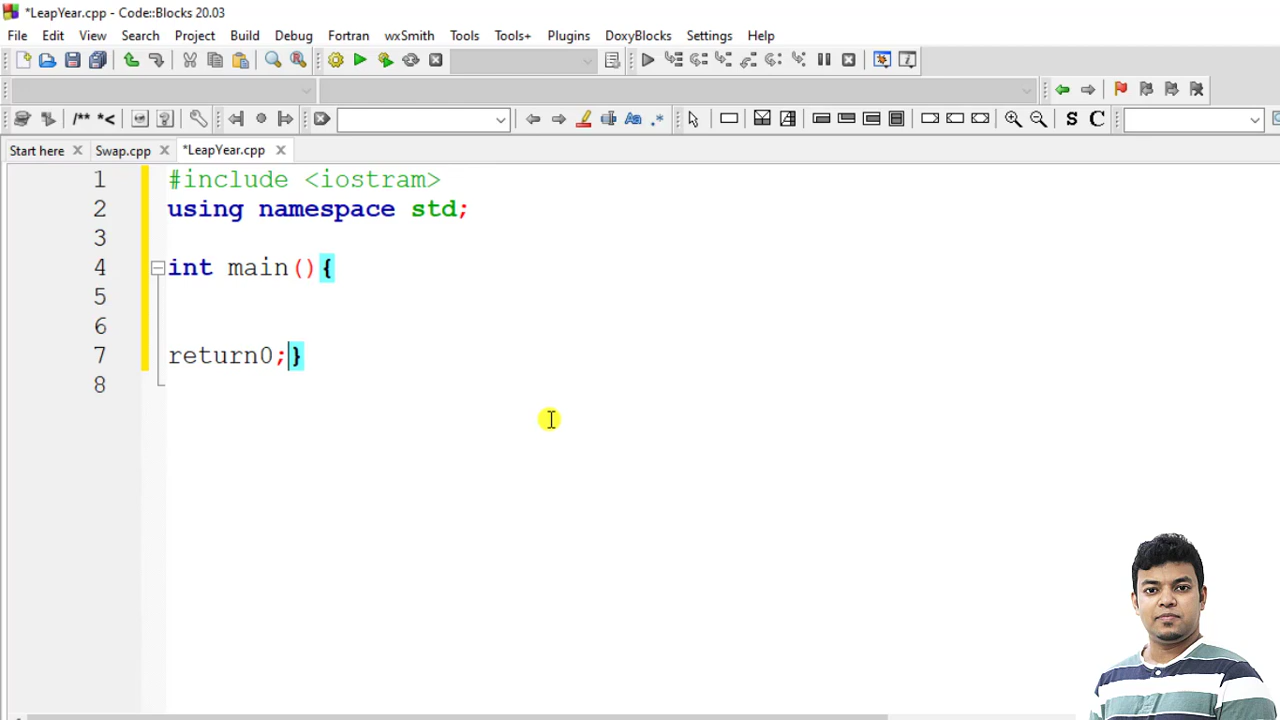 *LeapYear.cpp - Code::Blocks 20.03
File Edit View Search Project Build Debug Fortran wxSmith Tools Tools+ Plugins DoxyBlocks Settings Help
/** *< .* S C
Start here Swap.cpp *LeapYear.cpp
1 #include <iostram>
2 using namespace std;
3
4 int main(){
5
6
7 return0;}
8